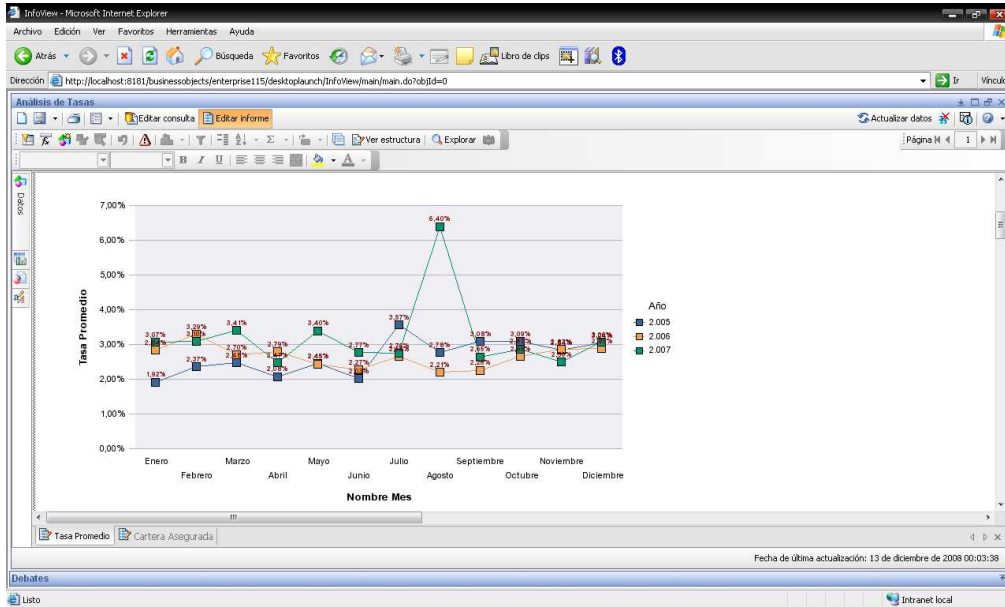 InfoView - Microsoft Internet Explorer
Archivo Edición Ver Favoritos Herramientas Ayuda
Atrás Búsqueda Favoritos Libro de clips
Dirección http://localhost:8181/businessobjects/enterprise115/desktoplaunch/InfoView/main/main.do?objId=0 Ir Vínculo
Análisis de Tasas
Editar consulta Editar informe Actualizar datos
Ver estructura Explorar Página 1
B I U A
Datos
7,00%
6,40%
6,00%
5,00%
4,00%
3,57%
3,41% 3,40%
3,29%
3,07% 3,08% 3,09%
3,00%
2,79% 2,77% 2,78%
2,70%
2,37% 2,27% 2,21%
2,08%
2,00%
1,92%
1,00%
0,00%
Tasa Promedio
Año
2.005
2.006
2.007
Enero Marzo Mayo Julio Septiembre Noviembre
Febrero Abril Junio Agosto Octubre Diciembre
Nombre Mes
Tasa Promedio Cartera Asegurada
Fecha de última actualización: 13 de diciembre de 2008 00:03:38
Debates
Listo Intranet local